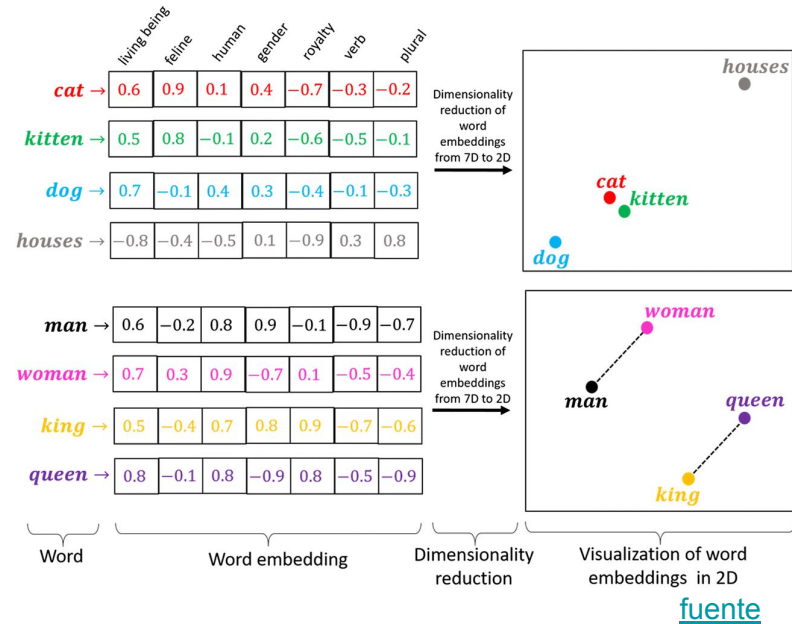 living being feline human gender royalty verb plural
cat → 0.6 0.9 0.1 0.4 −0.7 −0.3 −0.2
kitten → 0.5 0.8 −0.1 0.2 −0.6 −0.5 −0.1
dog → 0.7 −0.1 0.4 0.3 −0.4 −0.1 −0.3
houses → −0.8 −0.4 −0.5 0.1 −0.9 0.3 0.8
Dimensionality
reduction of
word
embeddings
from 7D to 2D
houses
cat
kitten
dog
man → 0.6 −0.2 0.8 0.9 −0.1 −0.9 −0.7
woman → 0.7 0.3 0.9 −0.7 0.1 −0.5 −0.4
king → 0.5 −0.4 0.7 0.8 0.9 −0.7 −0.6
queen → 0.8 −0.1 0.8 −0.9 0.8 −0.5 −0.9
Dimensionality
reduction of
word
embeddings
from 7D to 2D
woman
man
queen
king
Word
Word embedding
Dimensionality
reduction
Visualization of word
embeddings in 2D
fuente